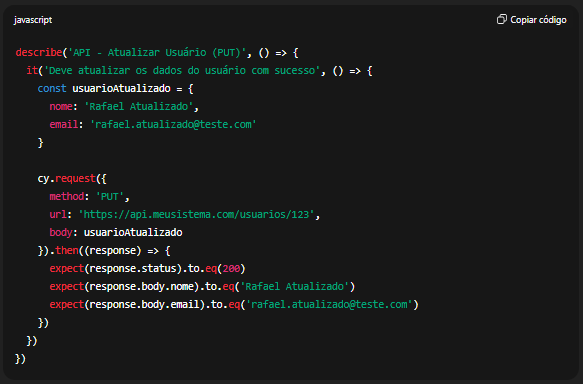 javascript
Copiar código
describe('API - Atualizar Usuário (PUT)', () => {
  it('Deve atualizar os dados do usuário com sucesso', () => {
    const usuarioAtualizado = {
      nome: 'Rafael Atualizado',
      email: 'rafael.atualizado@teste.com'
    }

    cy.request({
      method: 'PUT',
      url: 'https://api.meusistema.com/usuarios/123',
      body: usuarioAtualizado
    }).then((response) => {
      expect(response.status).to.eq(200)
      expect(response.body.nome).to.eq('Rafael Atualizado')
      expect(response.body.email).to.eq('rafael.atualizado@teste.com')
    })
  })
})